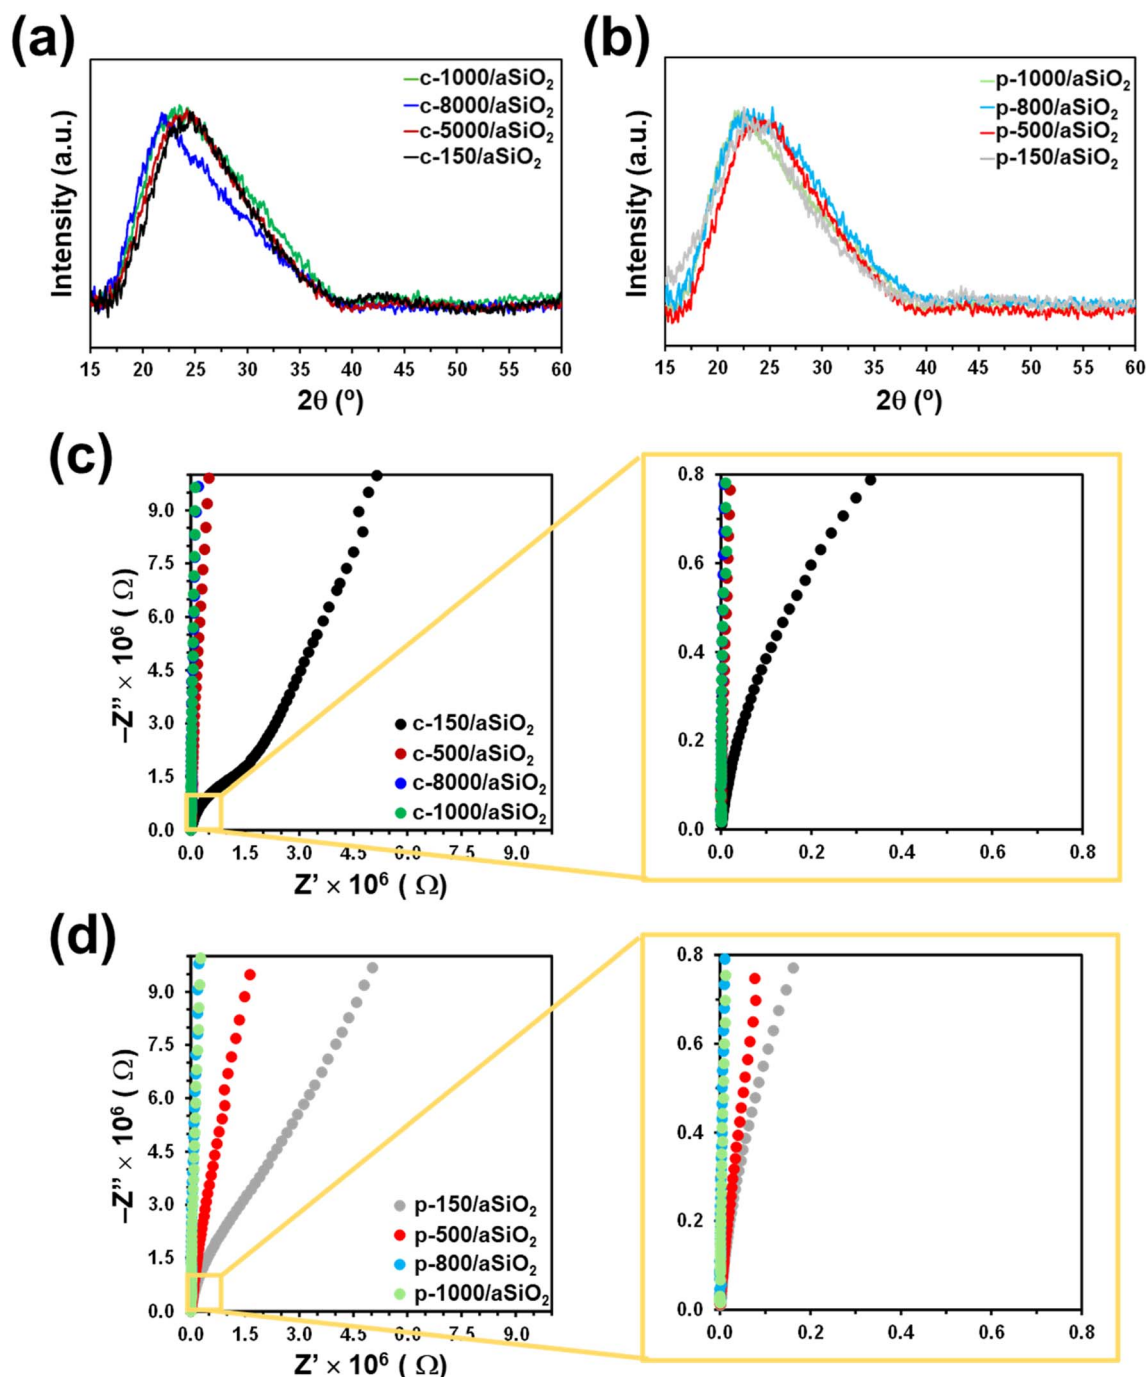 (a)
c-1000/aSiO₂
c-8000/aSiO₂
c-5000/aSiO₂
c-150/aSiO₂
Intensity (a.u.)
15 20 25 30 35 40 45 50 55 60
2θ (º)
(b)
p-1000/aSiO₂
p-800/aSiO₂
p-500/aSiO₂
p-150/aSiO₂
Intensity (a.u.)
15 20 25 30 35 40 45 50 55 60
2θ (º)
(c)
–Z’’ × 10⁶ ( Ω )
9.0
7.5
6.0
4.5
3.0
1.5
0.0
c-150/aSiO₂
c-500/aSiO₂
c-8000/aSiO₂
c-1000/aSiO₂
0.0 1.5 3.0 4.5 6.0 7.5 9.0
Z’ × 10⁶ ( Ω )
0.8
0.6
0.4
0.2
0.0
0.0 0.2 0.4 0.6 0.8
(d)
–Z’’ × 10⁶ ( Ω )
9.0
7.5
6.0
4.5
3.0
1.5
0.0
p-150/aSiO₂
p-500/aSiO₂
p-800/aSiO₂
p-1000/aSiO₂
0.0 1.5 3.0 4.5 6.0 7.5 9.0
Z’ × 10⁶ ( Ω )
0.8
0.6
0.4
0.2
0.0
0.0 0.2 0.4 0.6 0.8